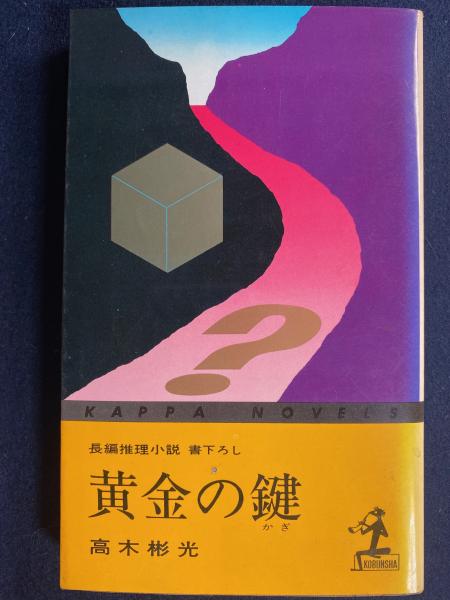 ?
KAPPA NOVELS
長編推理小説 書下ろし
黄金の鍵
かぎ
高木彬光
KOBUNSHA